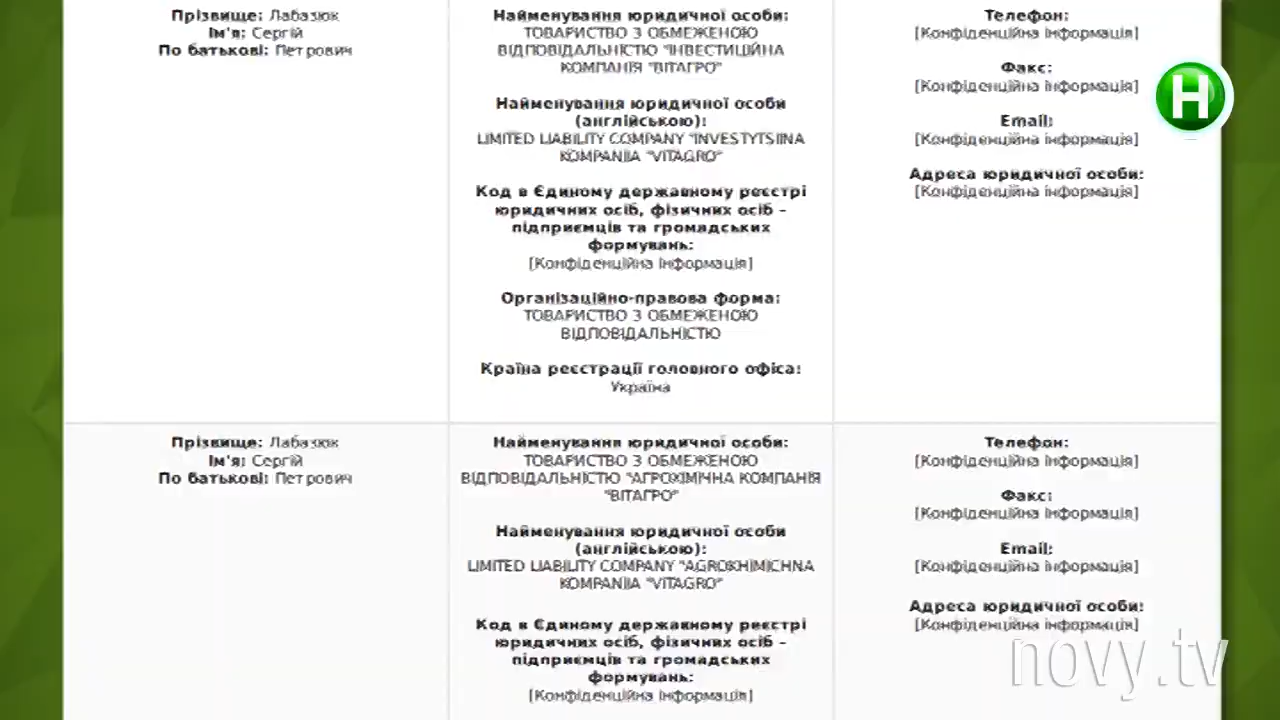 Прізвище: Лабазюк
Ім'я: Сергій
По батькові: Петрович
Найменування юридичної особи:
ТОВАРИСТВО З ОБМЕЖЕНОЮ
ВІДПОВІДАЛЬНІСТЮ "ІНВЕСТИЦІЙНА
КОМПАНІЯ "ВІТАГРО"
Найменування юридичної особи
(англійською):
LIMITED LIABILITY COMPANY "INVESTYTSIINA
KOMPANIIA "VITAGRO"
Код в Єдиному державному реєстрі
юридичних осіб, фізичних осіб –
підприємців та громадських
формувань:
[Конфіденційна інформація]
Організаційно-правова форма:
ТОВАРИСТВО З ОБМЕЖЕНОЮ
ВІДПОВІДАЛЬНІСТЮ
Країна реєстрації головного офіса:
Україна
Телефон:
[Конфіденційна інформація]
Факс:
[Конфіденційна інформація]
Email:
[Конфіденційна інформація]
Адреса юридичної особи:
[Конфіденційна інформація]
Н
Прізвище: Лабазюк
Ім'я: Сергій
По батькові: Петрович
Найменування юридичної особи:
ТОВАРИСТВО З ОБМЕЖЕНОЮ
ВІДПОВІДАЛЬНІСТЮ "АГРОХІМІЧНА КОМПАНІЯ
"ВІТАГРО"
Найменування юридичної особи
(англійською):
LIMITED LIABILITY COMPANY "AGROKHIMICHNA
KOMPANIIA "VITAGRO"
Код в Єдиному державному реєстрі
юридичних осіб, фізичних осіб –
підприємців та громадських
формувань:
[Конфіденційна інформація]
Телефон:
[Конфіденційна інформація]
Факс:
[Конфіденційна інформація]
Email:
[Конфіденційна інформація]
Адреса юридичної особи:
[Конфіденційна інформація]
novy.tv